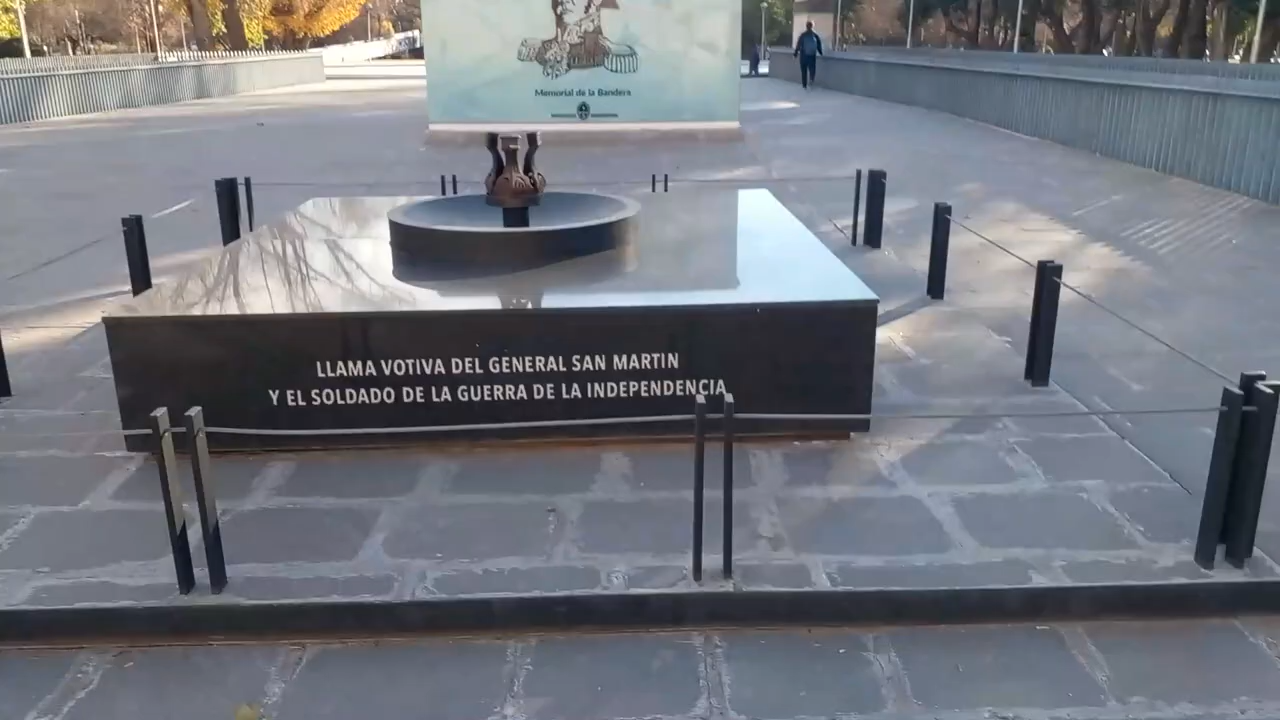 Memorial de la Bandera
LLAMA VOTIVA DEL GENERAL SAN MARTIN
Y EL SOLDADO DE LA GUERRA DE LA INDEPENDENCIA